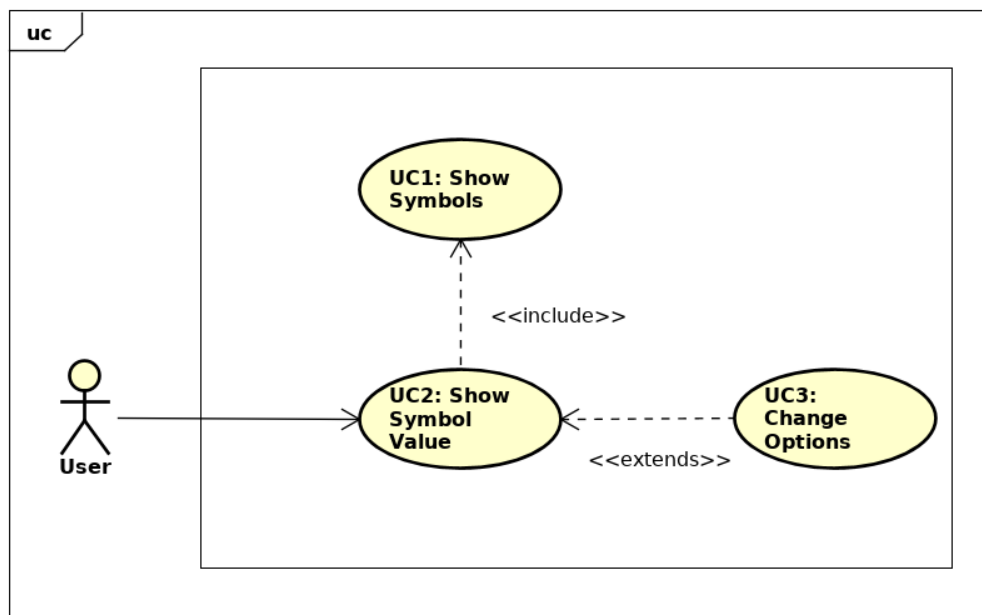 uc
UC1: Show
Symbols
<<include>>
UC2: Show
Symbol
Value
UC3:
Change
Options
<<extends>>
User